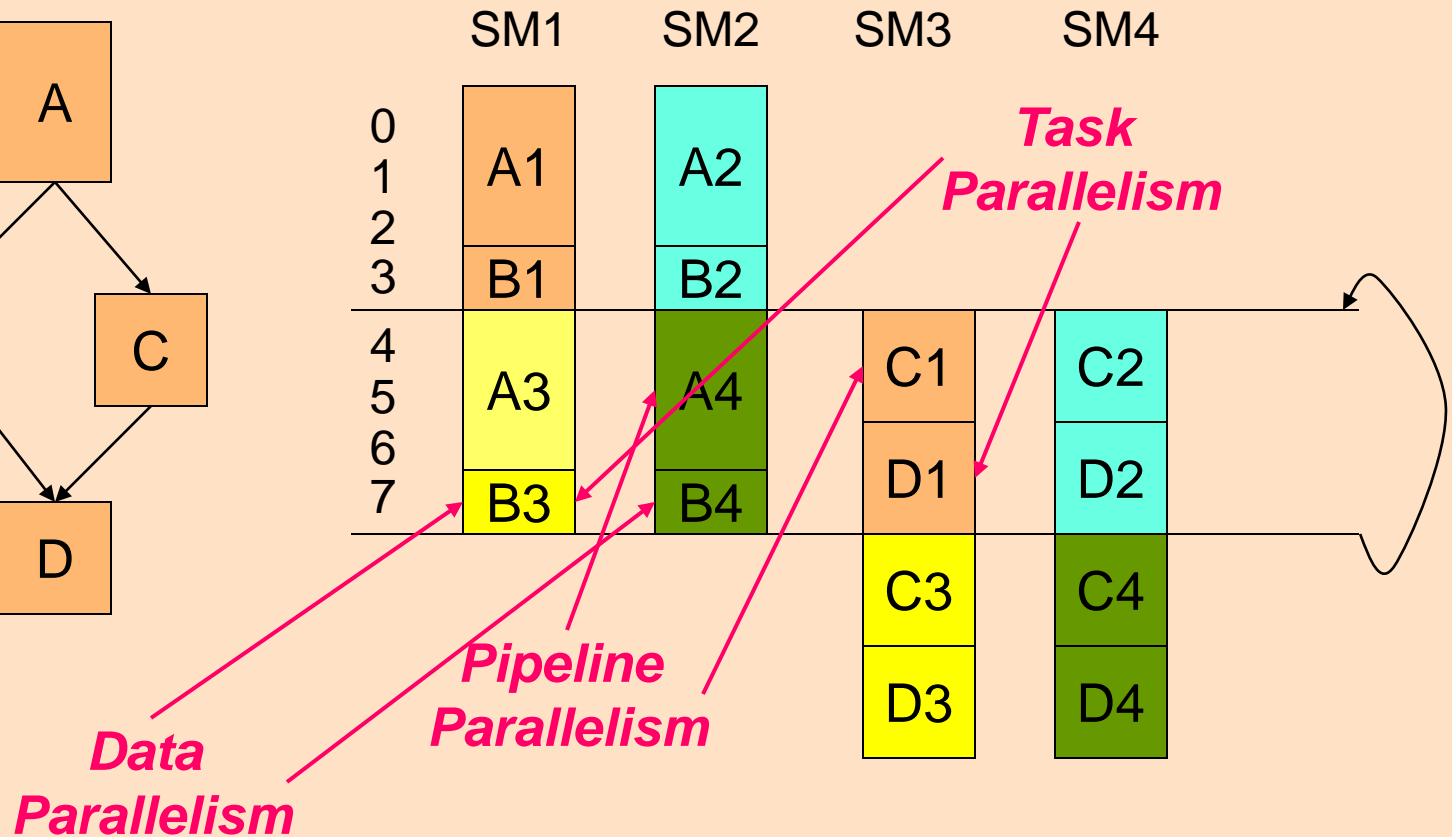 SM1 SM2 SM3 SM4
A
0
1
2
3
A1 A2
B1 B2
Task
Parallelism
C
4
5
6
7
A3 A4 C1 C2
B3 B4 D1 D2
D
C3 C4
D3 D4
Pipeline
Parallelism
Data
Parallelism